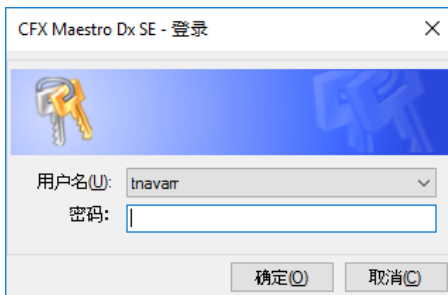 CFX Maestro Dx SE - 登录
用户名(U): tnavarr
密码:
确定(O) 取消(C)